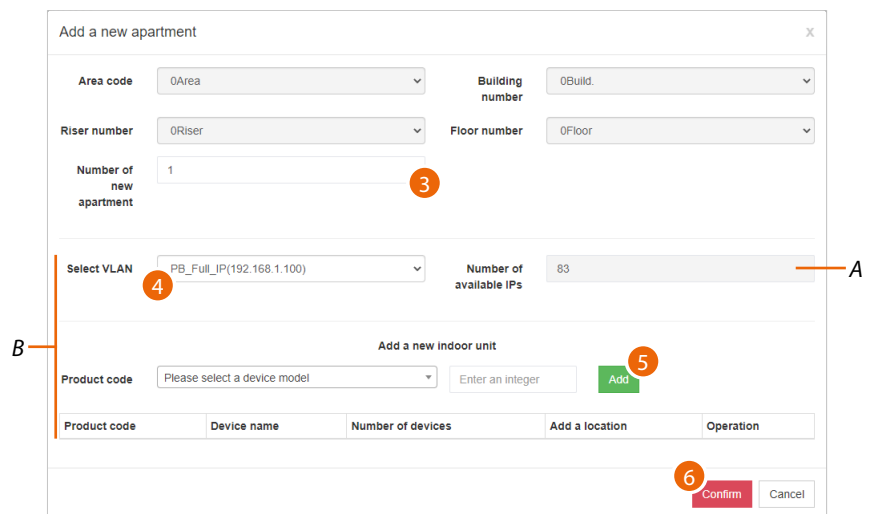 Add a new apartment
x
Area code
0Area
Building
number
0Build.
Riser number
0Riser
Floor number
0Floor
Number of
new
apartment
1
3
Select VLAN
PB_Full_IP(192.168.1.100)
4
Number of
available IPs
83
A
B
Add a new indoor unit
Product code
Please select a device model
Enter an integer
Add
5
Product code Device name Number of devices Add a location Operation
6
Confirm
Cancel